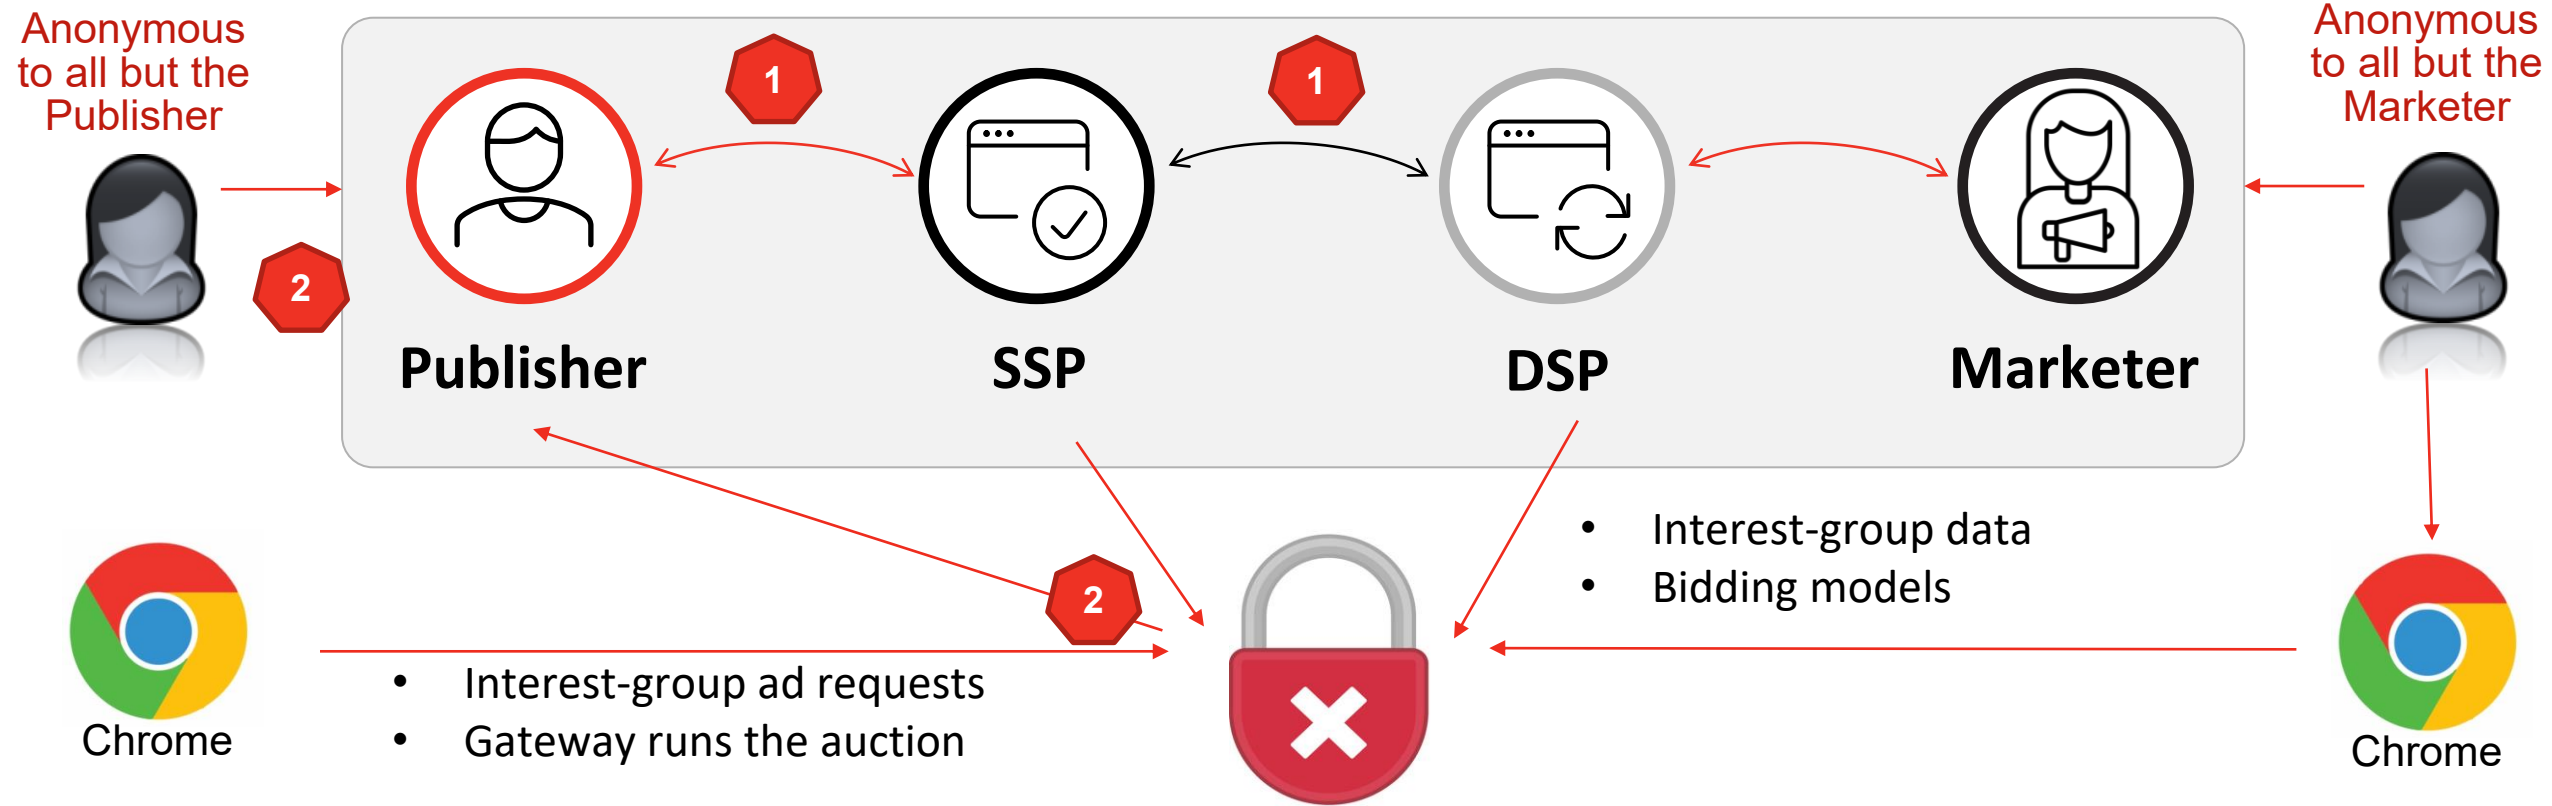 Anonymous
to all but the
Publisher
1
1
Anonymous
to all but the
Marketer
2
Publisher
SSP
DSP
Marketer
• Interest-group data
• Bidding models
2
• Interest-group ad requests
• Gateway runs the auction
Chrome
Chrome